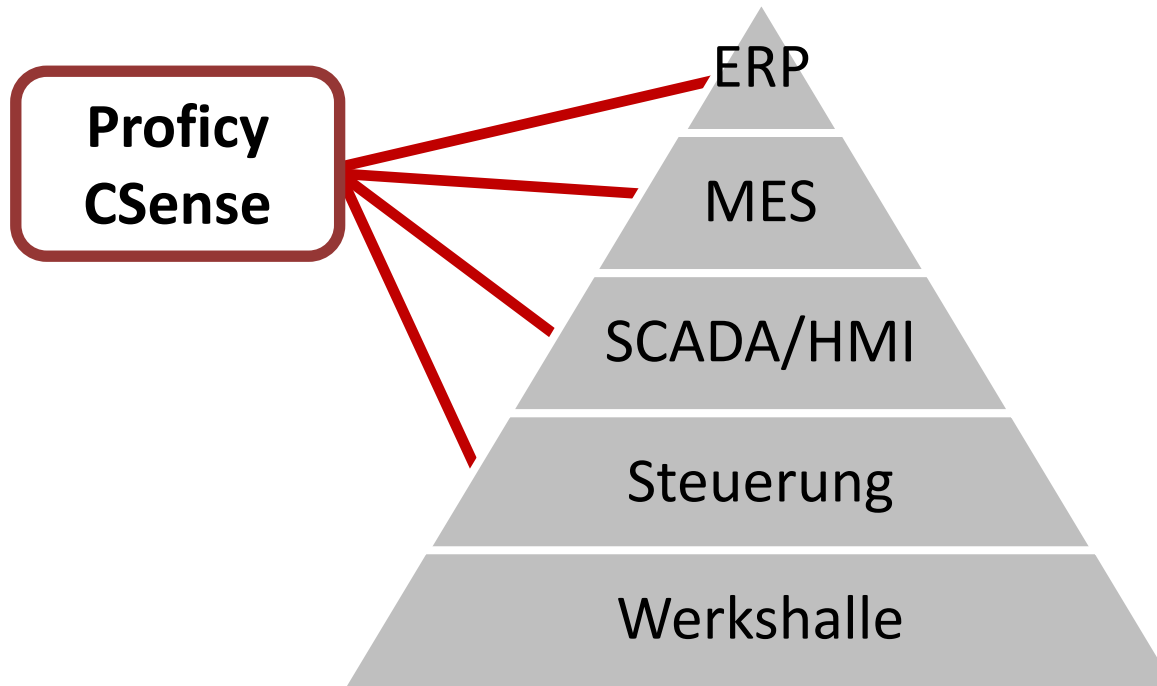 Proficy
CSense
ERP
MES
SCADA/HMI
Steuerung
Werkshalle